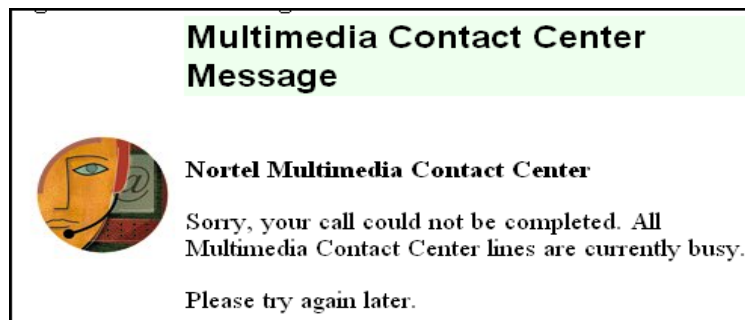 Multimedia Contact Center
Message
@
Nortel Multimedia Contact Center
Sorry, your call could not be completed. All
Multimedia Contact Center lines are currently busy.
Please try again later.